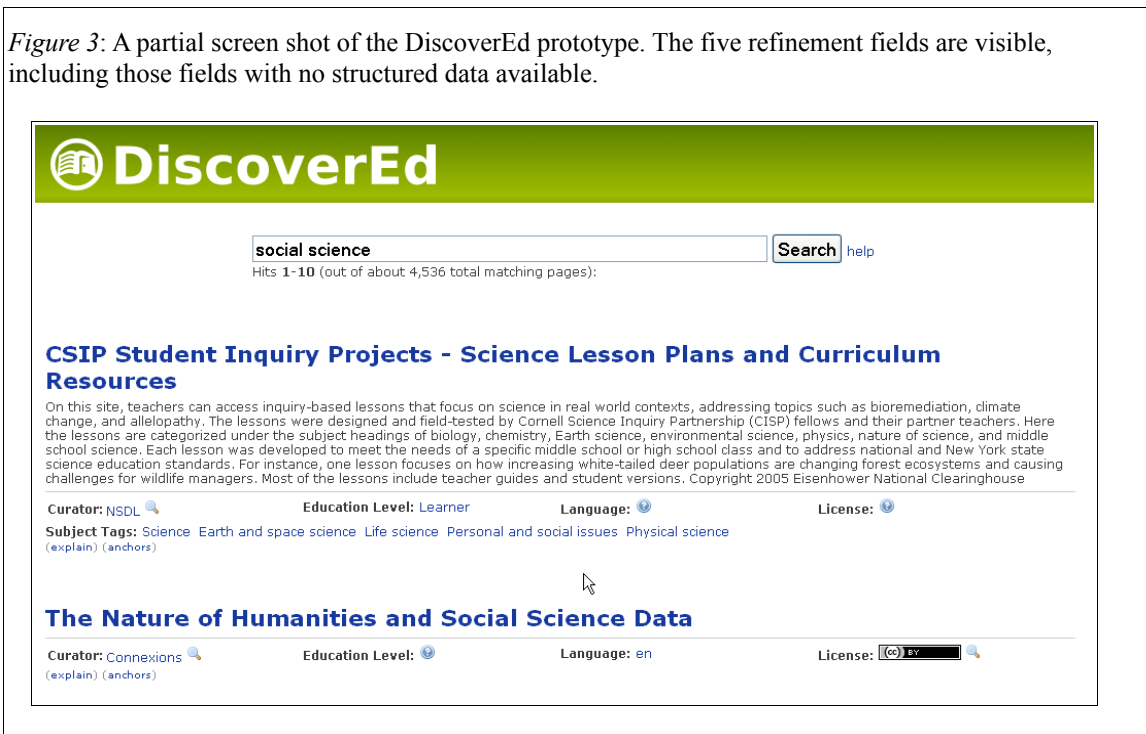 Figure 3: A partial screen shot of the DiscoverEd prototype. The five refinement fields are visible,
including those fields with no structured data available.
DiscoverEd
social science Search help
Hits 1-10 (out of about 4,536 total matching pages):
CSIP Student Inquiry Projects - Science Lesson Plans and Curriculum
Resources
On this site, teachers can access inquiry-based lessons that focus on science in real world contexts, addressing topics such as bioremediation, climate
change, and allelopathy. The lessons were designed and field-tested by Cornell Science Inquiry Partnership (CISP) fellows and their partner teachers. Here
the lessons are categorized under the subject headings of biology, chemistry, Earth science, environmental science, physics, nature of science, and middle
school science. Each lesson was developed to meet the needs of a specific middle school or high school class and to address national and New York state
science education standards. For instance, one lesson focuses on how increasing white-tailed deer populations are changing forest ecosystems and causing
challenges for wildlife managers. Most of the lessons include teacher guides and student versions. Copyright 2005 Eisenhower National Clearinghouse
Curator: NSDL Education Level: Learner Language: ? License: ?
Subject Tags: Science Earth and space science Life science Personal and social issues Physical science
(explain) (anchors)
The Nature of Humanities and Social Science Data
Curator: Connexions Education Level: ? Language: en License: (cc) BY
(explain) (anchors)